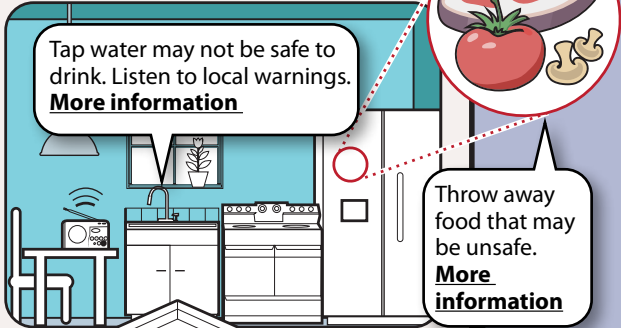 Tap water may not be safe to
drink. Listen to local warnings.
More information
Throw away
food that may
be unsafe.
More
information